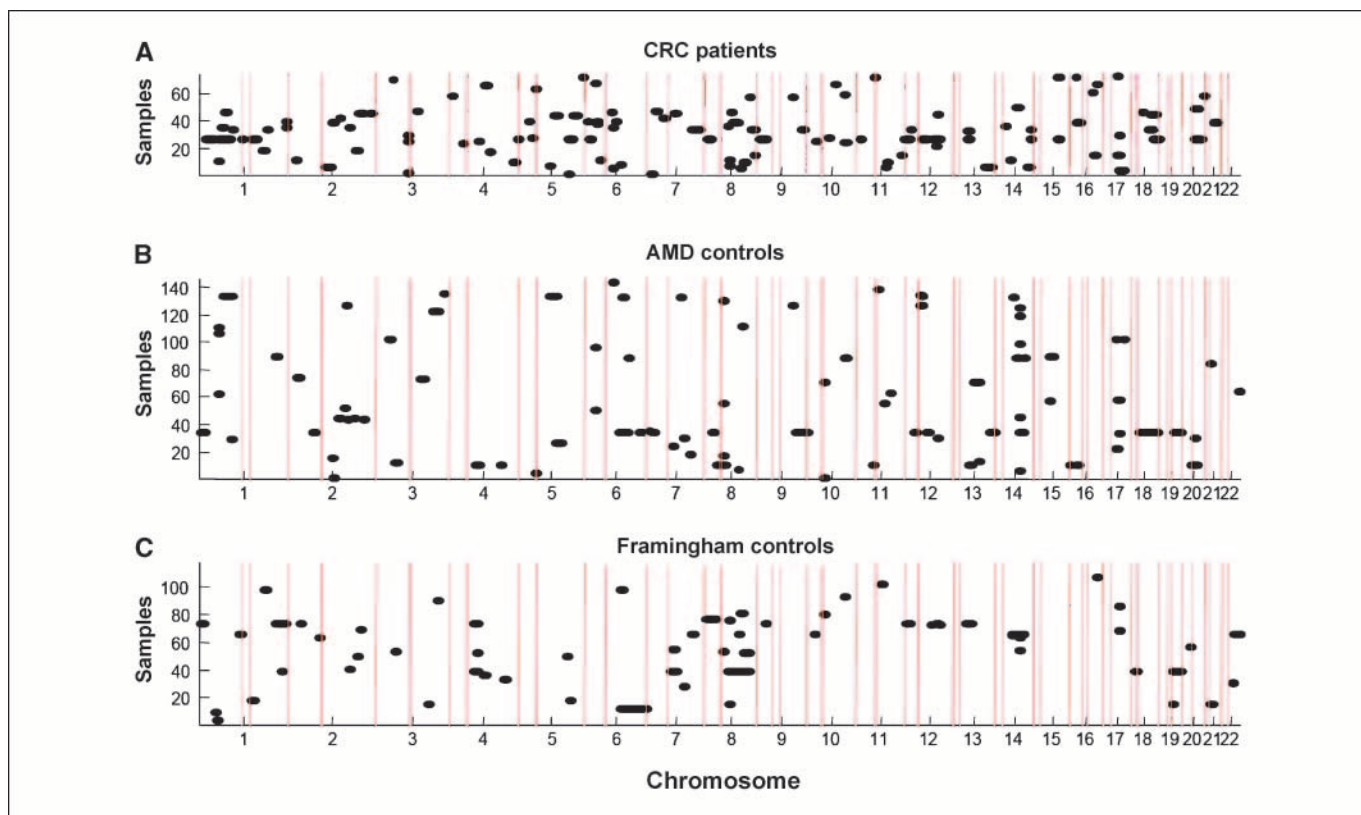 A
CRC patients
Samples
60
40
20
1 2 3 4 5 6 7 8 9 10 11 12 13 14 15 16 17 18 19 20 21 22
B
AMD controls
Samples
140
120
100
80
60
40
20
1 2 3 4 5 6 7 8 9 10 11 12 13 14 15 16 17 18 19 20 21 22
C
Framingham controls
Samples
100
80
60
40
20
1 2 3 4 5 6 7 8 9 10 11 12 13 14 15 16 17 18 19 20 21 22
Chromosome